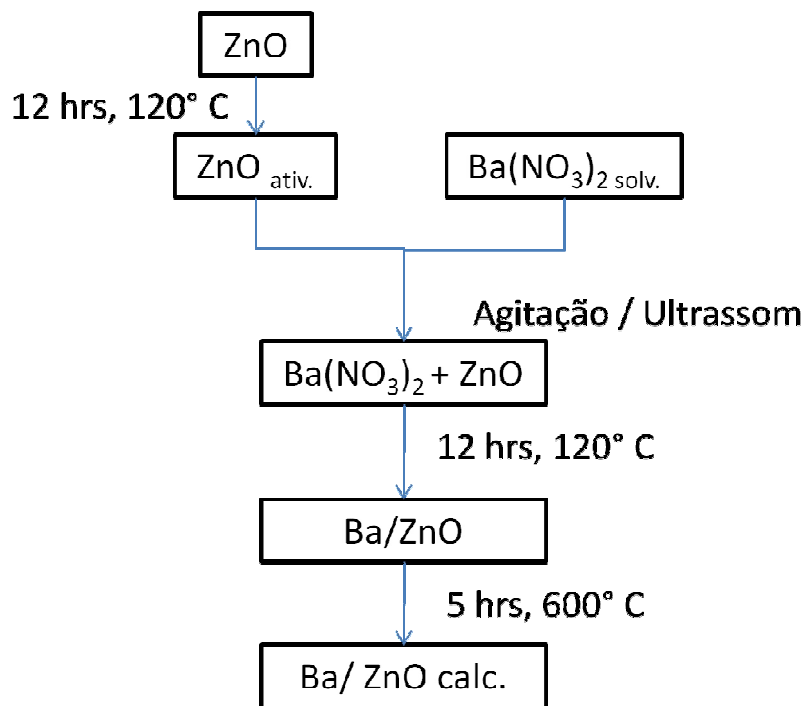 ZnO
12 hrs, 120° C
ZnO ativ.
Ba(NO₃)₂ solv.
Agitação / Ultrassom
Ba(NO₃)₂ + ZnO
12 hrs, 120° C
Ba/ZnO
5 hrs, 600° C
Ba/ ZnO calc.